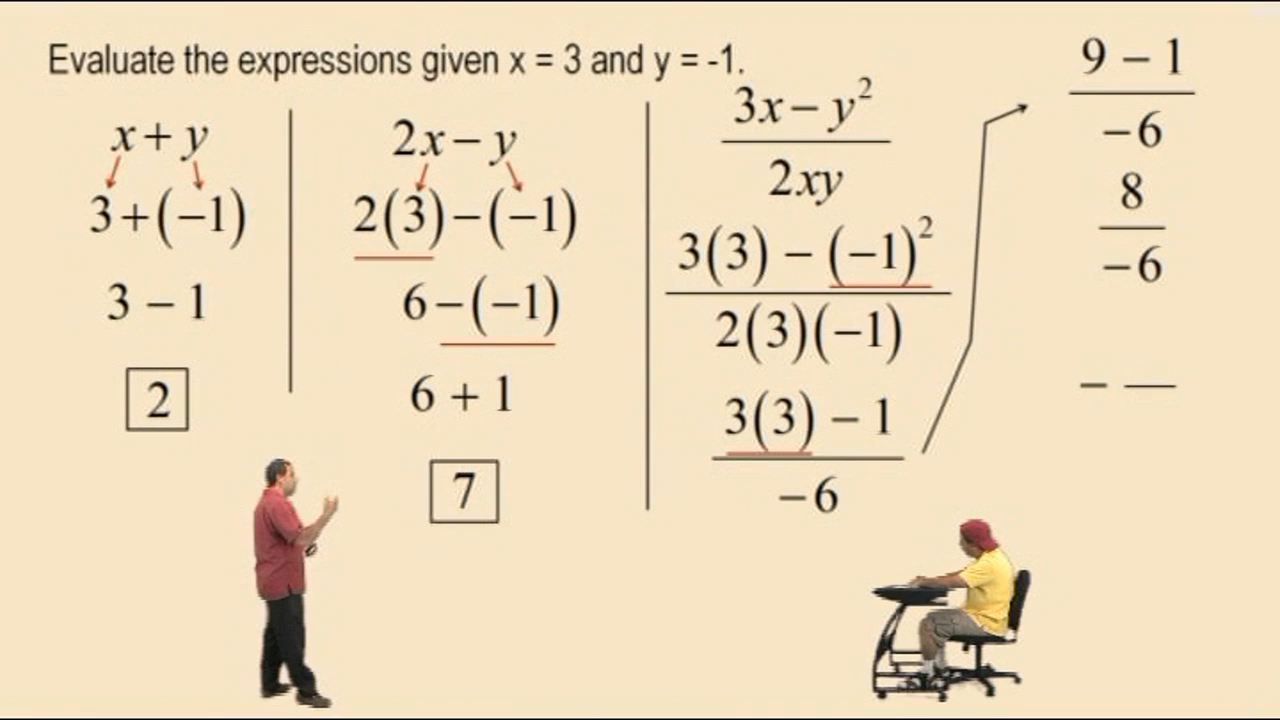 Evaluate the expressions given x = 3 and y = -1.
x + y
3 + (−1)
3 − 1
2
2x − y
2(3) − (−1)
6 − (−1)
6 + 1
7
3x − y²
2xy
3(3) − (−1)²
2(3)(−1)
3(3) − 1
−6
9 − 1
−6
8
−6
−